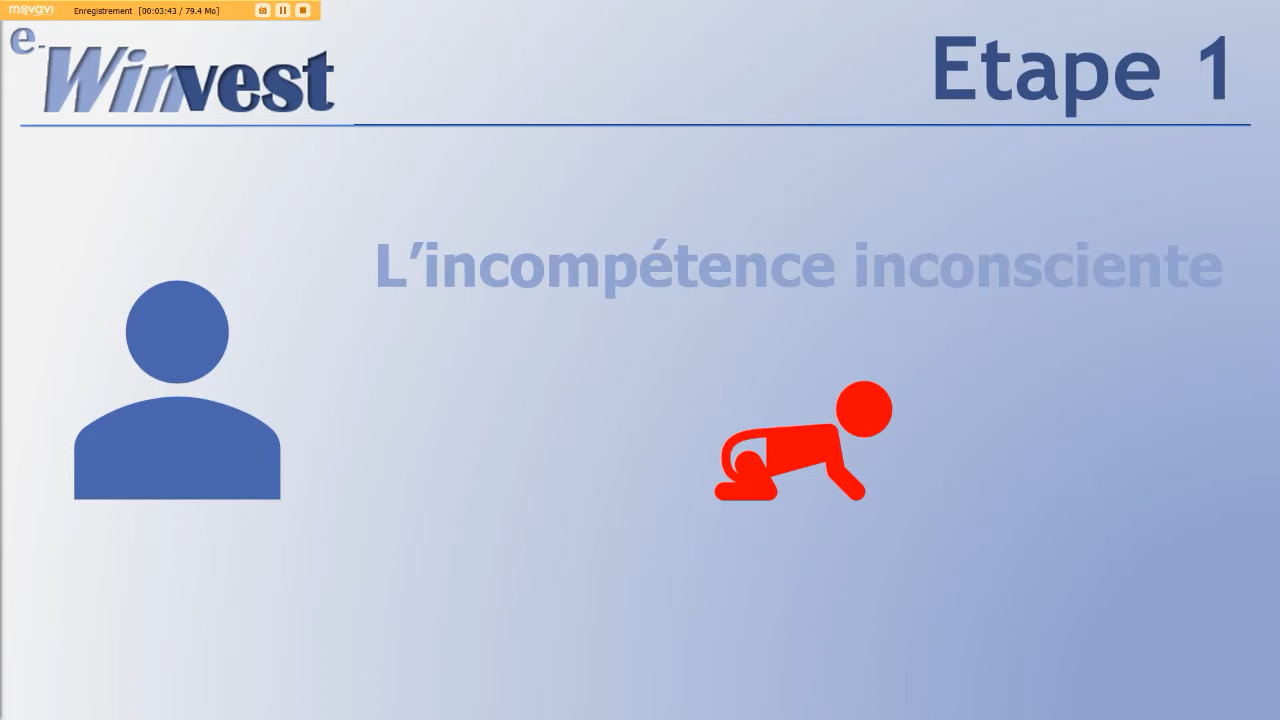 movavi Enregistrement [00:03:43 / 79.4 Mo]
e-Winvest
Etape 1
L'incompétence inconsciente